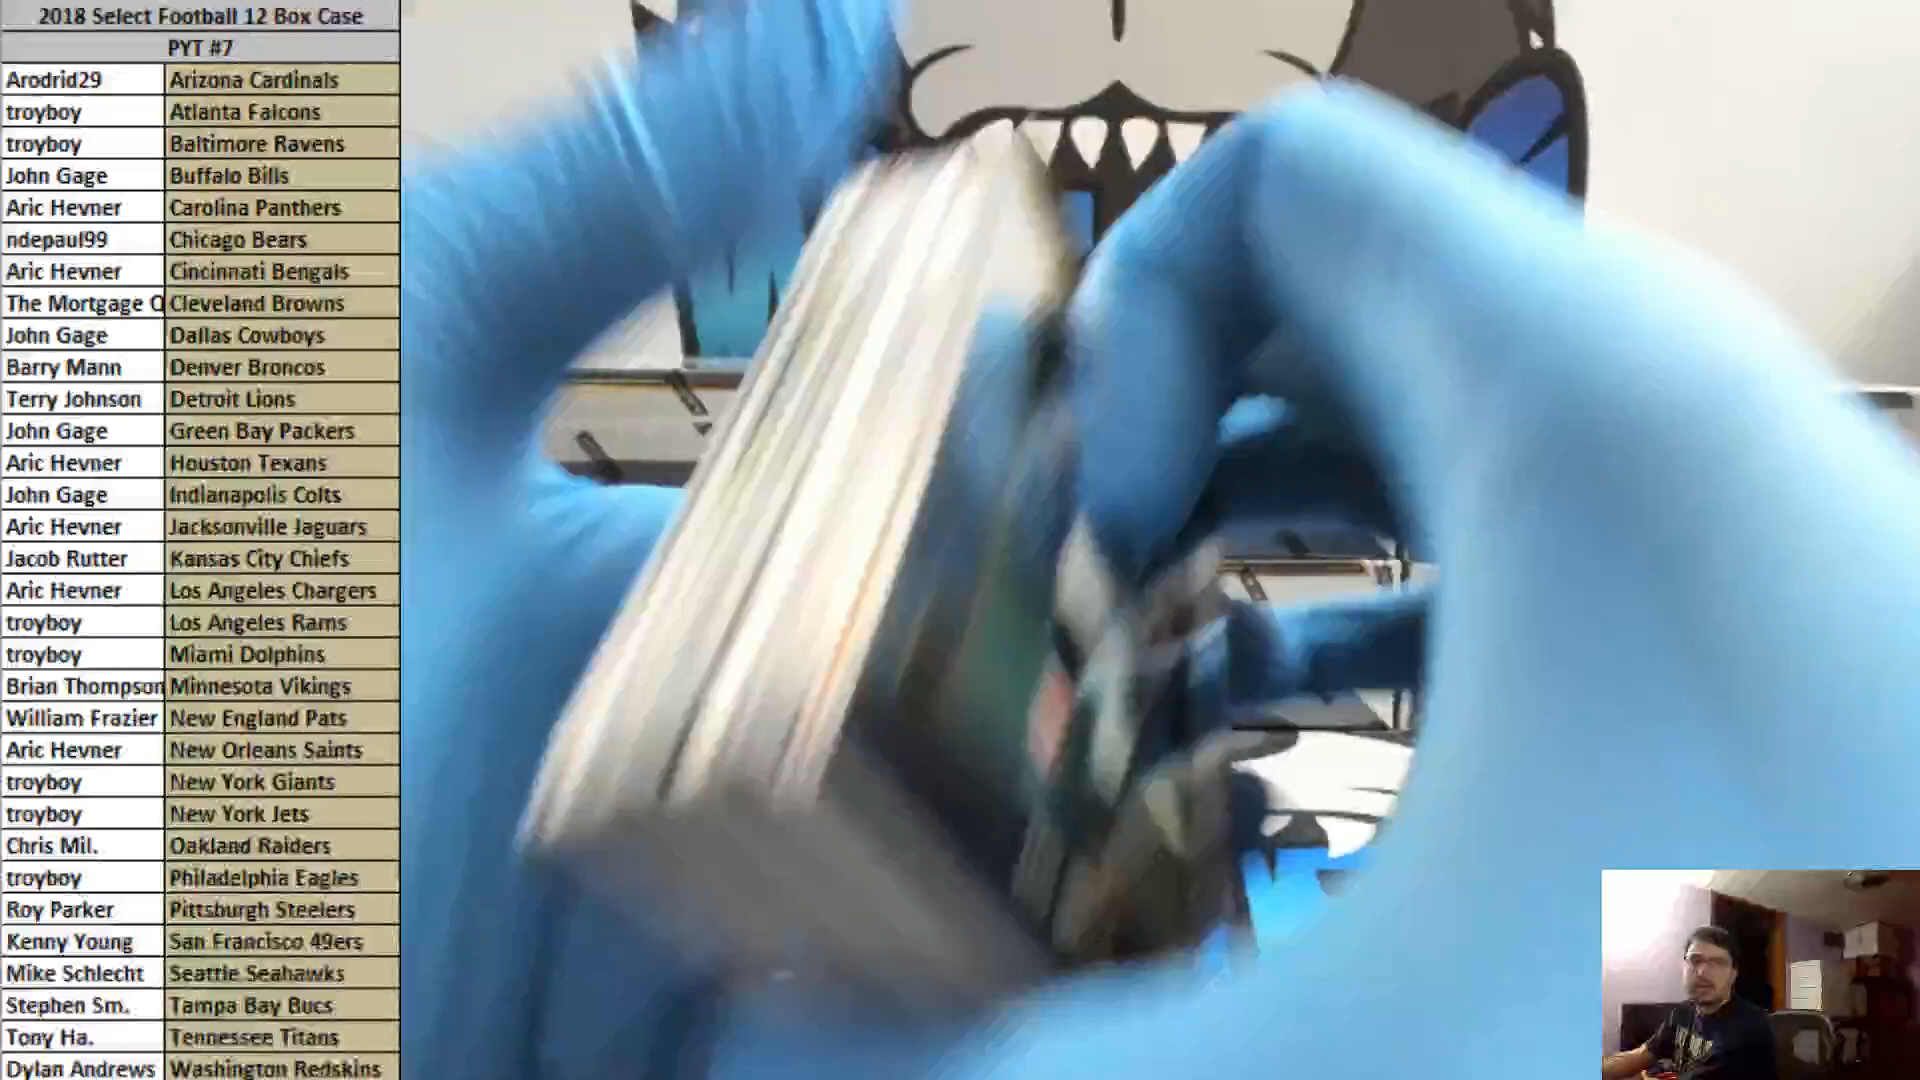 2018 Select Football 12 Box Case
PYT #7
Arodrid29 Arizona Cardinals
troyboy Atlanta Falcons
troyboy Baltimore Ravens
John Gage Buffalo Bills
Aric Hevner Carolina Panthers
ndepaul99 Chicago Bears
Aric Hevner Cincinnati Bengals
The Mortgage Cleveland Browns
John Gage Dallas Cowboys
Barry Mann Denver Broncos
Terry Johnson Detroit Lions
John Gage Green Bay Packers
Aric Hevner Houston Texans
John Gage Indianapolis Colts
Aric Hevner Jacksonville Jaguars
Jacob Rutter Kansas City Chiefs
Aric Hevner Los Angeles Chargers
troyboy Los Angeles Rams
troyboy Miami Dolphins
Brian Thompson Minnesota Vikings
William Frazier New England Pats
Aric Hevner New Orleans Saints
troyboy New York Giants
troyboy New York Jets
Chris Mil. Oakland Raiders
troyboy Philadelphia Eagles
Roy Parker Pittsburgh Steelers
Kenny Young San Francisco 49ers
Mike Schlecht Seattle Seahawks
Stephen Sm. Tampa Bay Bucs
Tony Ha. Tennessee Titans
Dylan Andrews Washington Redskins